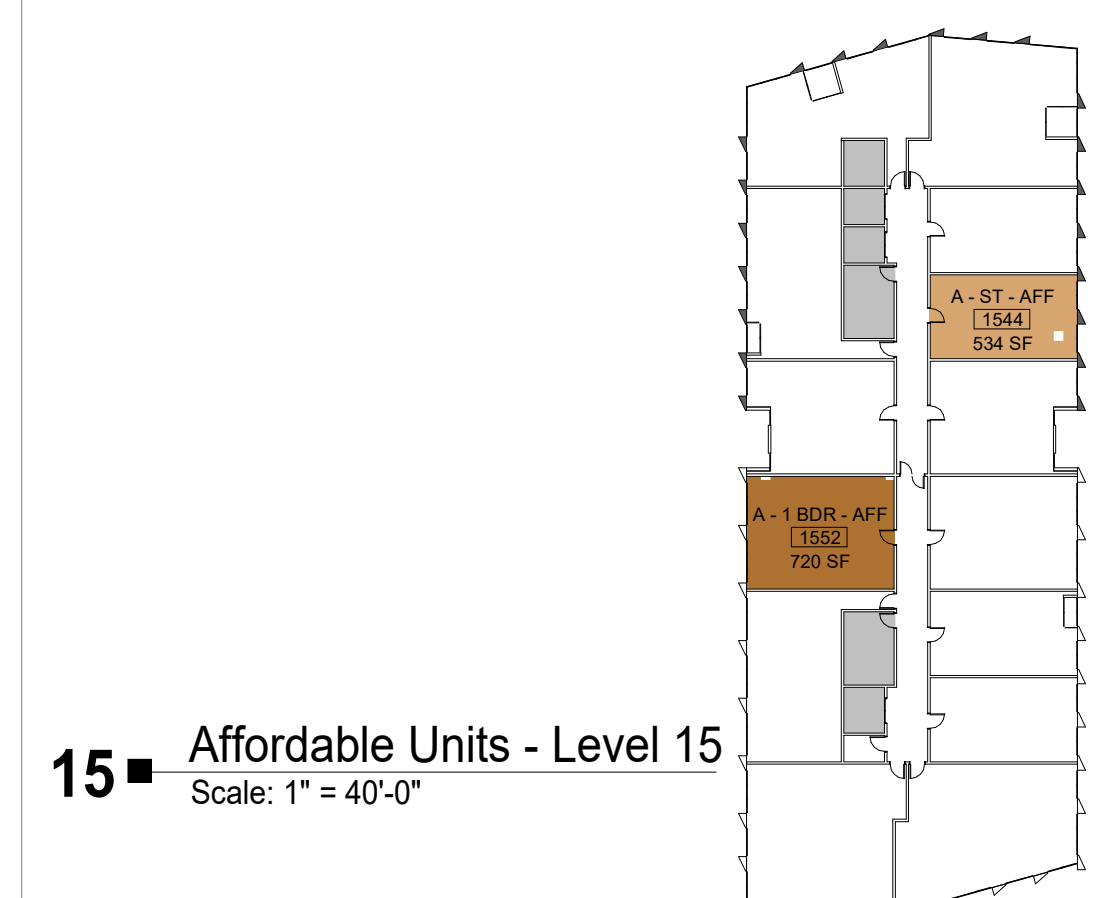 A - ST - AFF
1544
534 SF
A - 1 BDR - AFF
1552
720 SF
15
Affordable Units - Level 15
Scale: 1" = 40'-0"